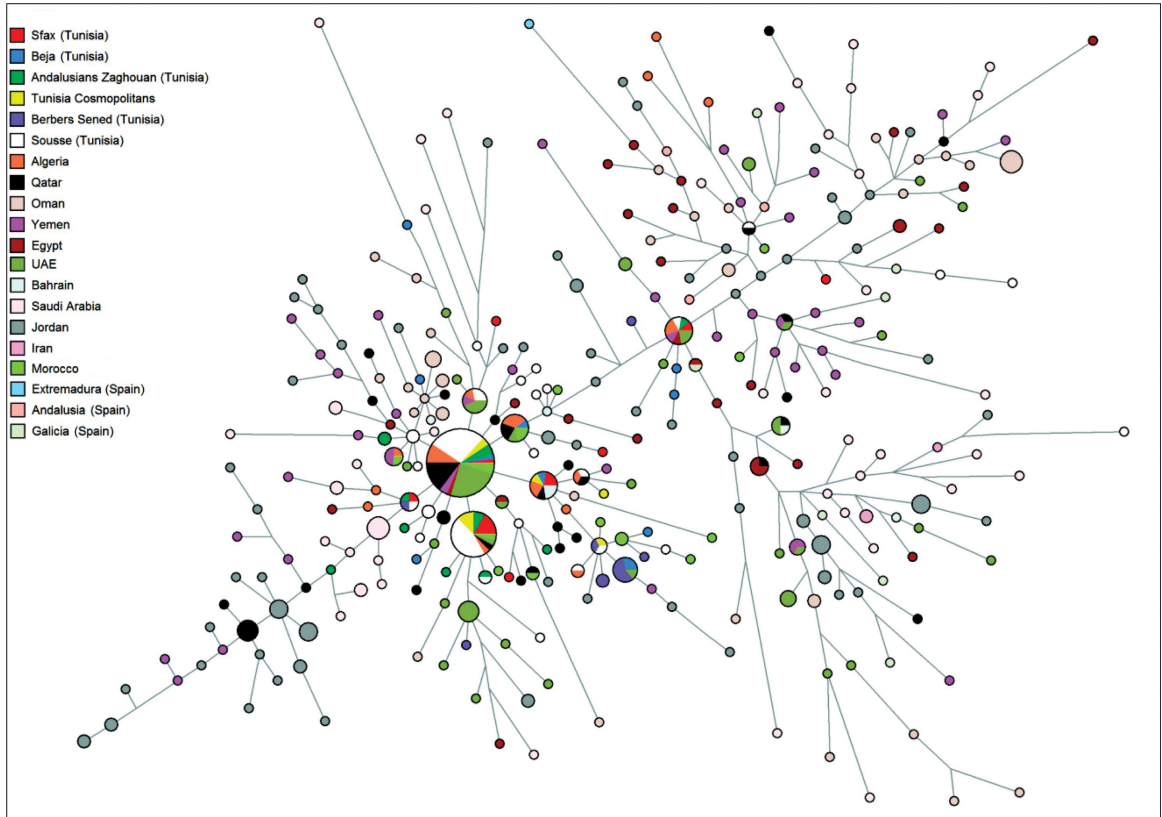 Sfax (Tunisia)
Beja (Tunisia)
Andalusians Zaghouan (Tunisia)
Tunisia Cosmopolitans
Berbers Sened (Tunisia)
Sousse (Tunisia)
Algeria
Qatar
Oman
Yemen
Egypt
UAE
Bahrain
Saudi Arabia
Jordan
Iran
Morocco
Extremadura (Spain)
Andalusia (Spain)
Galicia (Spain)